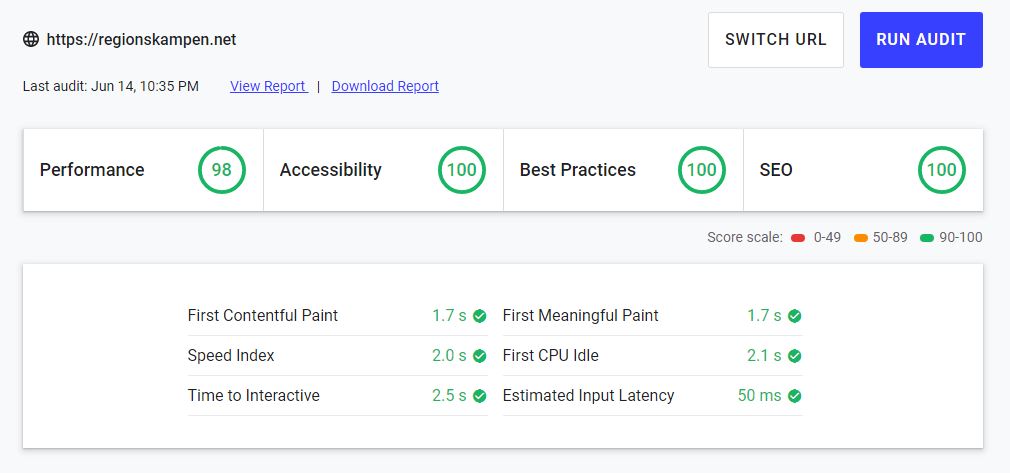 https://regionskampen.net
SWITCH URL
RUN AUDIT
Last audit: Jun 14, 10:35 PM View Report | Download Report
Performance 98 Accessibility 100 Best Practices 100 SEO 100
Score scale: 0-49 50-89 90-100
First Contentful Paint 1.7 s First Meaningful Paint 1.7 s
Speed Index 2.0 s First CPU Idle 2.1 s
Time to Interactive 2.5 s Estimated Input Latency 50 ms